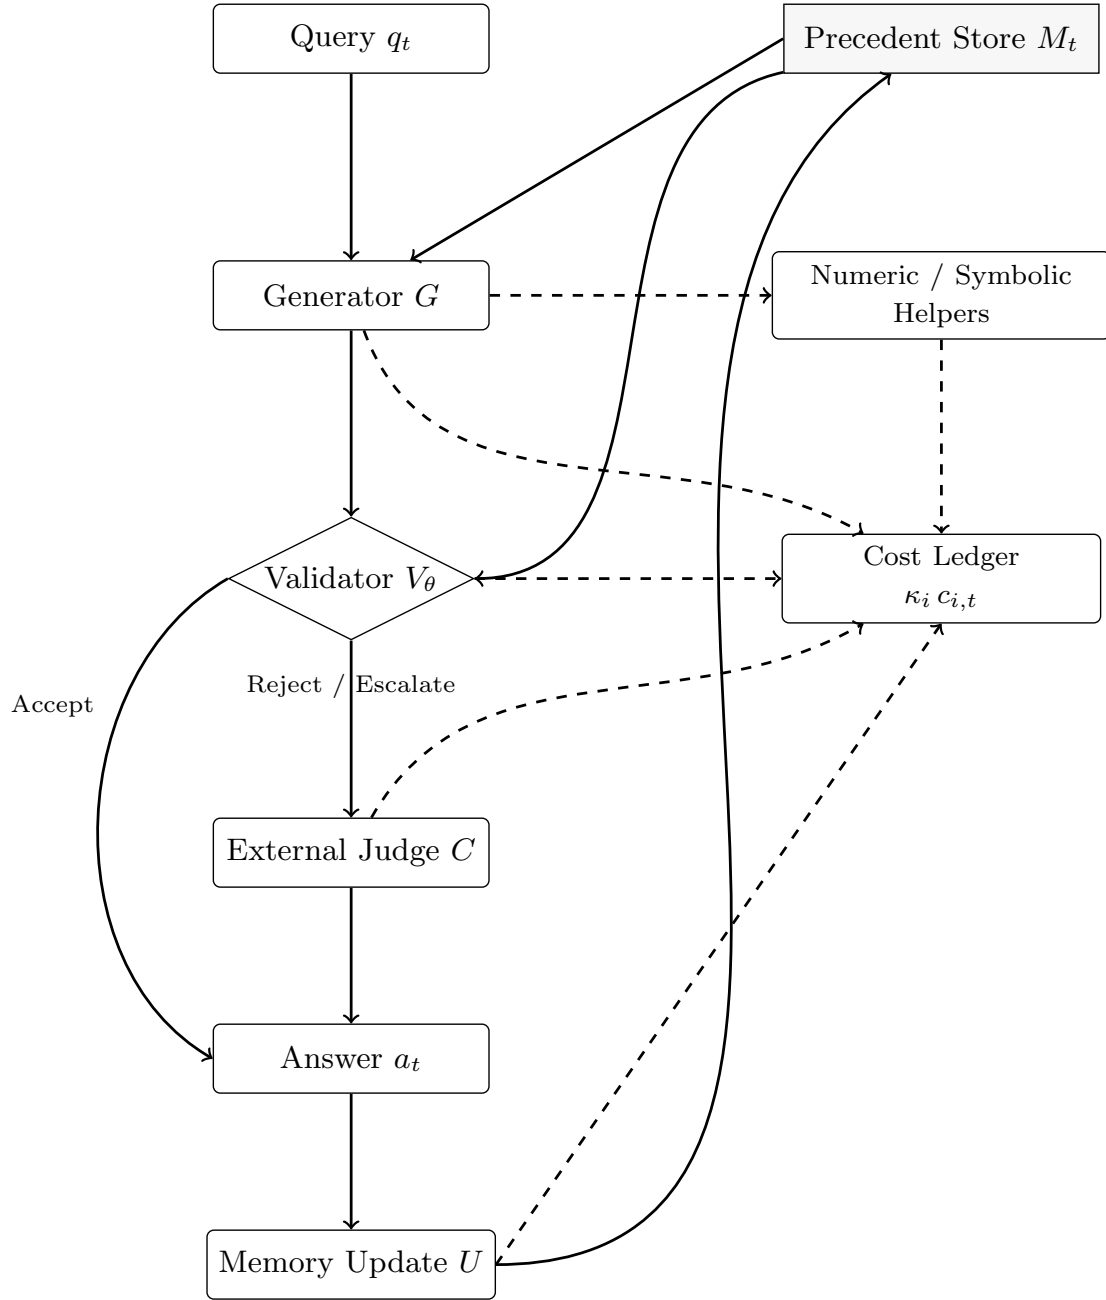 Query q_t
Precedent Store M_t
Generator G
Numeric / Symbolic
Helpers
Validator V_θ
Cost Ledger
κ_i c_{i,t}
Reject / Escalate
Accept
External Judge C
Answer a_t
Memory Update U